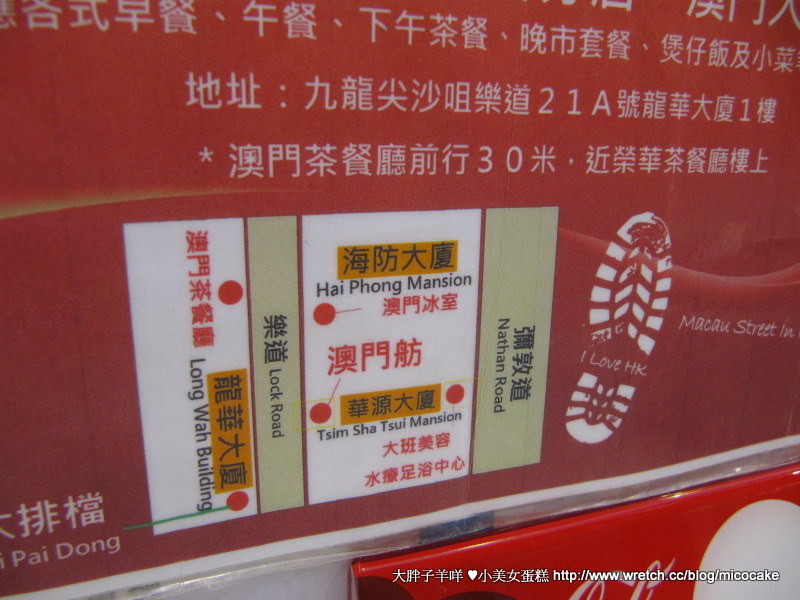 應各式早餐、午餐、下午茶餐、晚市套餐、煲仔飯及小菜
地址：九龍尖沙咀樂道２１Ａ號龍華大廈１樓
*澳門茶餐廳前行３０米，近榮華茶餐廳樓上
澳門茶餐廳
龍華大廈
Long Wah Building
樂道 Lock Road
海防大廈
Hai Phong Mansion
澳門冰室
澳門舫
華源大廈
Tsim Sha Tsui Mansion
大班美容
水療足浴中心
彌敦道
Nathan Road
Macau Street In
I Love HK
大排檔
i Pai Dong
大胖子羊咩 ♥小美女蛋糕 http://www.wretch.cc/blog/micocake